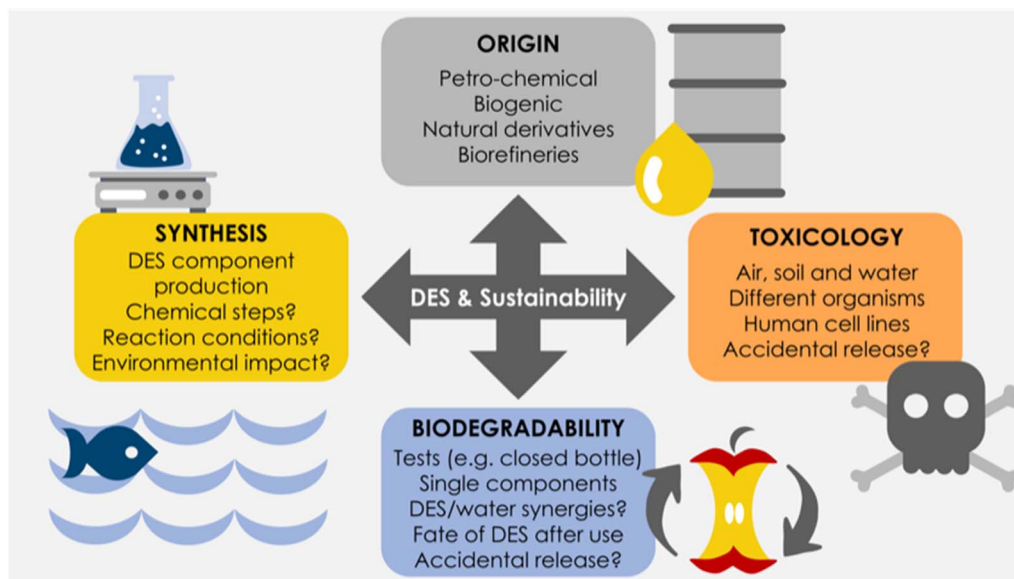 ORIGIN
Petro-chemical
Biogenic
Natural derivatives
Biorefineries
SYNTHESIS
DES component
production
Chemical steps?
Reaction conditions?
Environmental impact?
DES & Sustainability
TOXICOLOGY
Air, soil and water
Different organisms
Human cell lines
Accidental release?
BIODEGRADABILITY
Tests (e.g. closed bottle)
Single components
DES/water synergies?
Fate of DES after use
Accidental release?